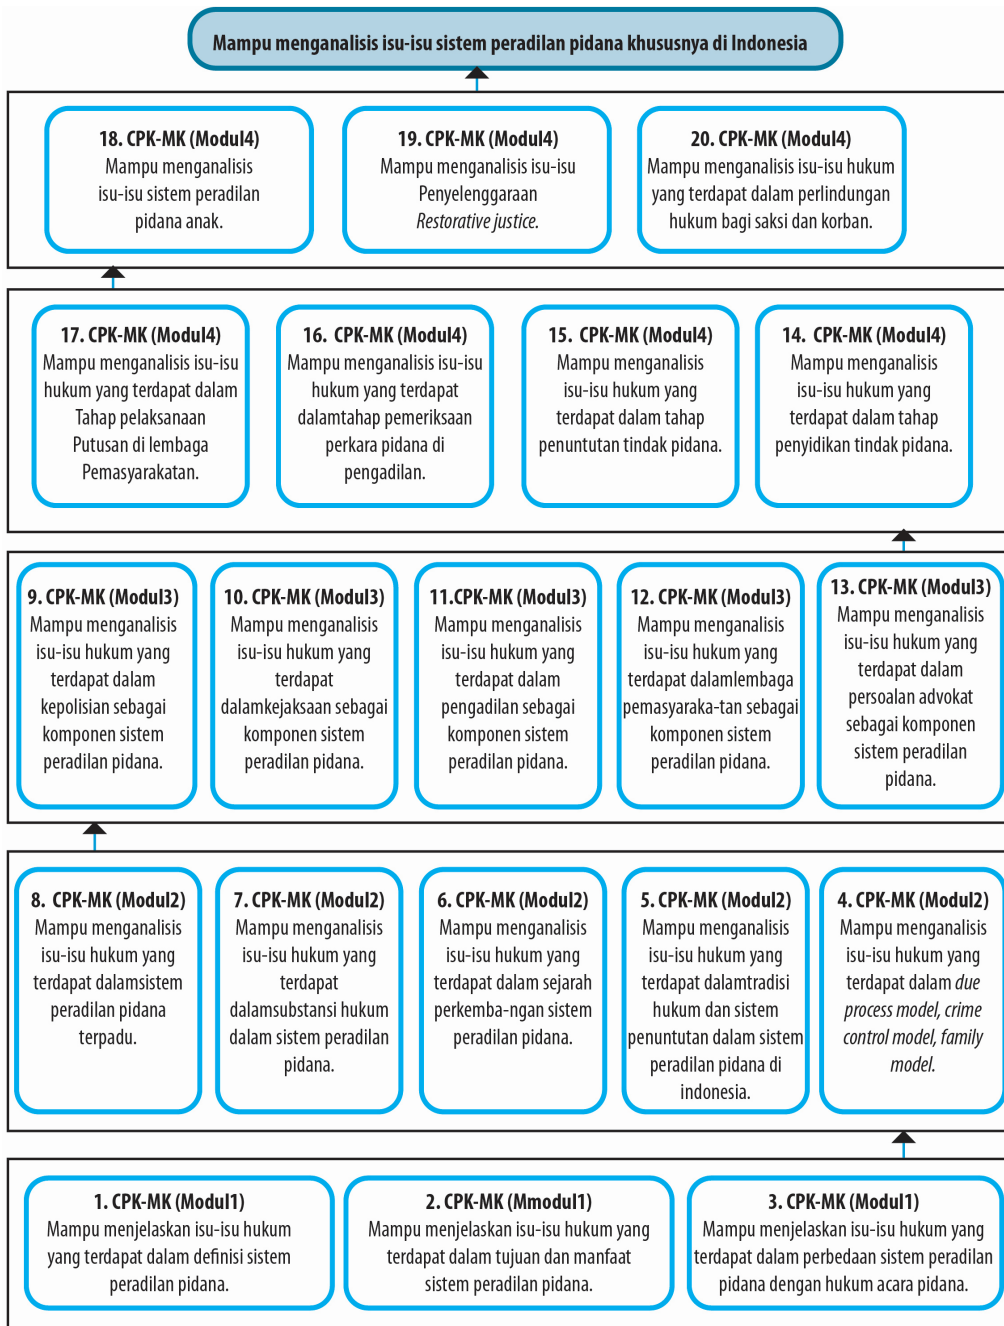 Mampu menganalisis isu-isu sistem peradilan pidana khususnya di Indonesia
18. CPK-MK (Modul4)
Mampu menganalisis
isu-isu sistem peradilan
pidana anak.
19. CPK-MK (Modul4)
Mampu menganalisis isu-isu
Penyelenggaraan
Restorative justice.
20. CPK-MK (Modul4)
Mampu menganalisis isu-isu hukum
yang terdapat dalam perlindungan
hukum bagi saksi dan korban.
17. CPK-MK (Modul4)
Mampu menganalisis isu-isu
hukum yang terdapat dalam
Tahap pelaksanaan
Putusan di lembaga
Pemasyarakatan.
16. CPK-MK (Modul4)
Mampu menganalisis isu-isu
hukum yang terdapat
dalamtahap pemeriksaan
perkara pidana di
pengadilan.
15. CPK-MK (Modul4)
Mampu menganalisis
isu-isu hukum yang
terdapat dalam tahap
penuntutan tindak pidana.
14. CPK-MK (Modul4)
Mampu menganalisis
isu-isu hukum yang
terdapat dalam tahap
penyidikan tindak pidana.
9. CPK-MK (Modul3)
Mampu menganalisis
isu-isu hukum yang
terdapat dalam
kepolisian sebagai
komponen sistem
peradilan pidana.
10. CPK-MK (Modul3)
Mampu menganalisis
isu-isu hukum yang
terdapat
dalamkejaksaan sebagai
komponen sistem
peradilan pidana.
11.CPK-MK (Modul3)
Mampu menganalisis
isu-isu hukum yang
terdapat dalam
pengadilan sebagai
komponen sistem
peradilan pidana.
12. CPK-MK (Modul3)
Mampu menganalisis
isu-isu hukum yang
terdapat dalamlembaga
pemasyaraka-tan sebagai
komponen sistem
peradilan pidana.
13. CPK-MK (Modul3)
Mampu menganalisis
isu-isu hukum yang
terdapat dalam
persoalan advokat
sebagai komponen
sistem peradilan
pidana.
8. CPK-MK (Modul2)
Mampu menganalisis
isu-isu hukum yang
terdapat dalamsistem
peradilan pidana
terpadu.
7. CPK-MK (Modul2)
Mampu menganalisis
isu-isu hukum yang
terdapat
dalamsubstansi hukum
dalam sistem peradilan
pidana.
6. CPK-MK (Modul2)
Mampu menganalisis
isu-isu hukum yang
terdapat dalam sejarah
perkemba-ngan sistem
peradilan pidana.
5. CPK-MK (Modul2)
Mampu menganalisis
isu-isu hukum yang
terdapat dalamtradisi
hukum dan sistem
penuntutan dalam sistem
peradilan pidana di
indonesia.
4. CPK-MK (Modul2)
Mampu menganalisis
isu-isu hukum yang
terdapat dalam due
process model, crime
control model, family
model.
1. CPK-MK (Modul1)
Mampu menjelaskan isu-isu hukum
yang terdapat dalam definisi sistem
peradilan pidana.
2. CPK-MK (Mmodul1)
Mampu menjelaskan isu-isu hukum yang
terdapat dalam tujuan dan manfaat
sistem peradilan pidana.
3. CPK-MK (Modul1)
Mampu menjelaskan isu-isu hukum yang
terdapat dalam perbedaan sistem peradilan
pidana dengan hukum acara pidana.